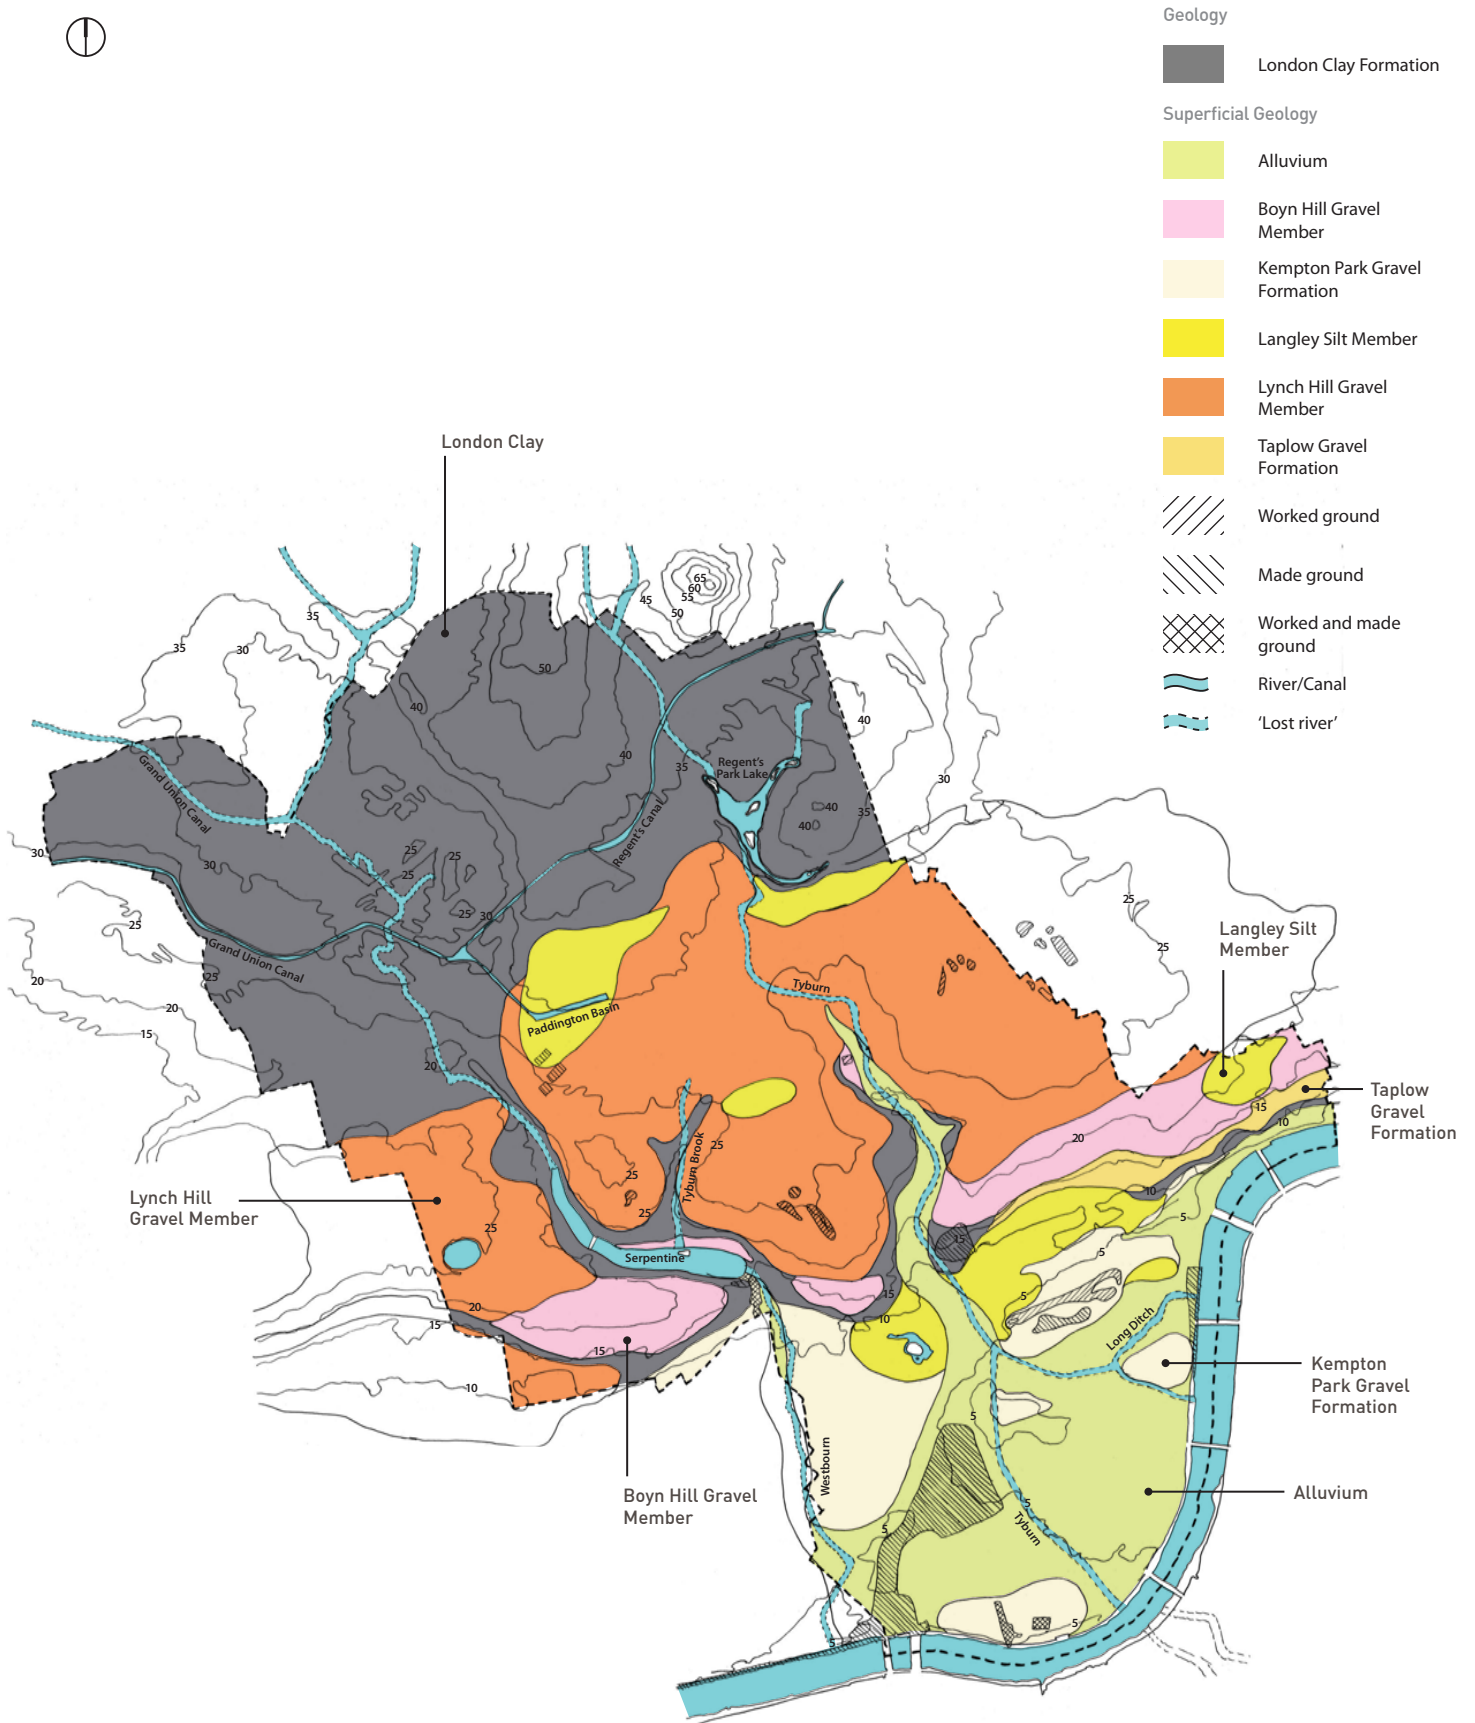 Geology
London Clay Formation
Superficial Geology
Alluvium
Boyn Hill Gravel
Member
Kempton Park Gravel
Formation
Langley Silt Member
Lynch Hill Gravel
Member
Taplow Gravel
Formation
Worked ground
Made ground
Worked and made
ground
River/Canal
‘Lost river’
London Clay
65
60
55
50
45
35
35
30
50
40
40
40
35
Regent's
Park Lake
30
Grand Union Canal
40
40
35
Regent's Canal
30
30
25
25
25
25
30
25
25
25
Langley Silt
Member
Grand Union Canal
25
20
20
15
Tyburn
Paddington Basin
20
Taplow
Gravel
Formation
15
10
20
25
Tyburn Brook
25
25
10
Lynch Hill
Gravel Member
25
5
15
5
Serpentine
15
5
20
15
10
Long Ditch
15
Kempton
Park Gravel
Formation
10
5
Westbourn
Boyn Hill Gravel
Member
Alluvium
5
5
Tyburn
5
5